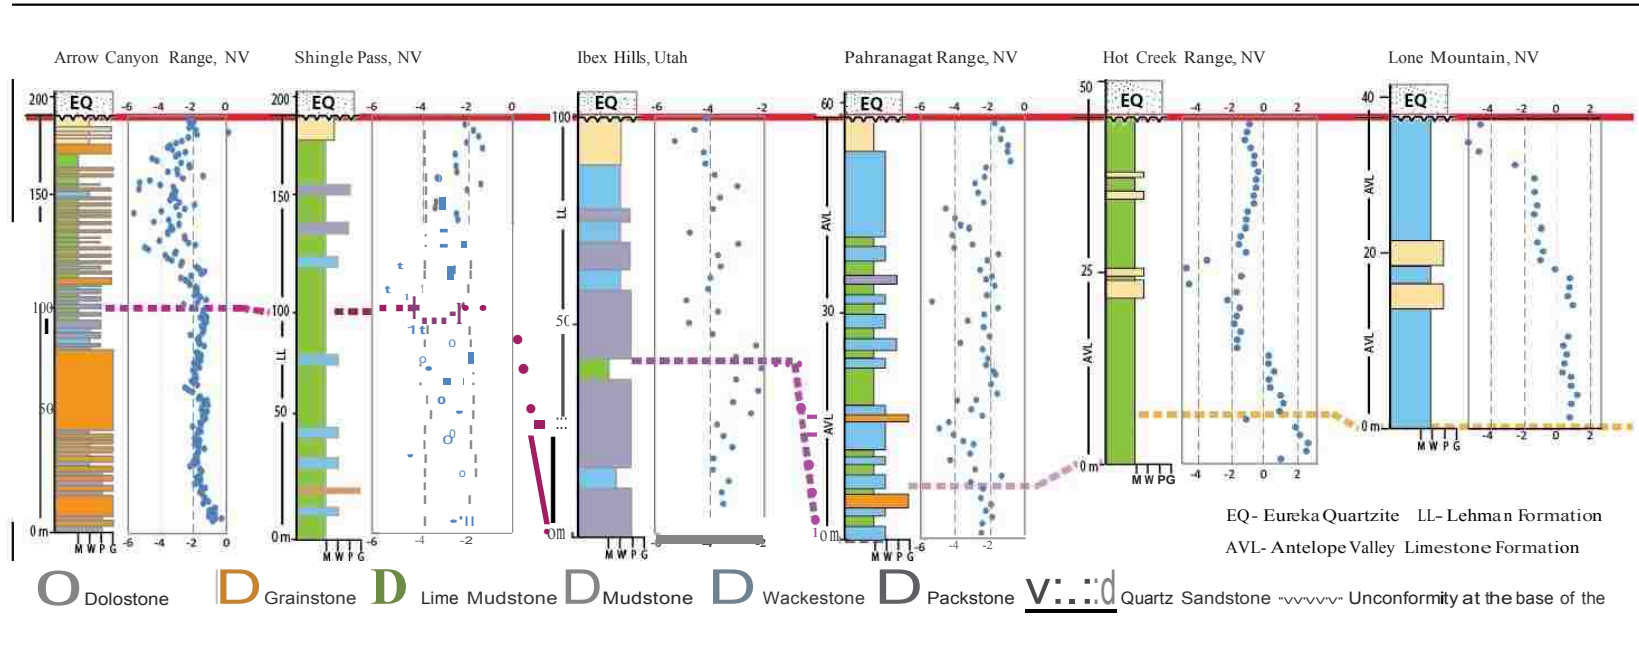 Arrow Canyon Range, NV
Shingle Pass, NV
Ibex Hills, Utah
Pahranagat Range, NV
Hot Creek Range, NV
Lone Mountain, NV
200 EQ -6 -4 -2 0
150
100
50
0 m
M W P G
-6 -4 -2 0
200 EQ -6 -4 -2 0
150
100
LL
50
0 m
M W P G
-6 -4 -2
100 EQ -6 -4 -2
LL
50
0m
M W P G
-6 -4 -2
60 EQ -6 -4 -2 0
AVL
30
AVL
0 m
M W P G
-6 -4 -2
50 EQ -4 -2 0 2
25
AVL
0 m
M W P G
-4 -2 0 2
40 EQ -4 -2 0 2
AVL
20
AVL
0 m
M W P G
-4 -2 0 2
EQ- Eureka Quartzite LL- Lehman Formation
AVL- Antelope Valley Limestone Formation
O Dolostone D Grainstone D Lime Mudstone D Mudstone D Wackestone D Packstone V:.::d Quartz Sandstone -vvvvv- Unconformity at the base of the